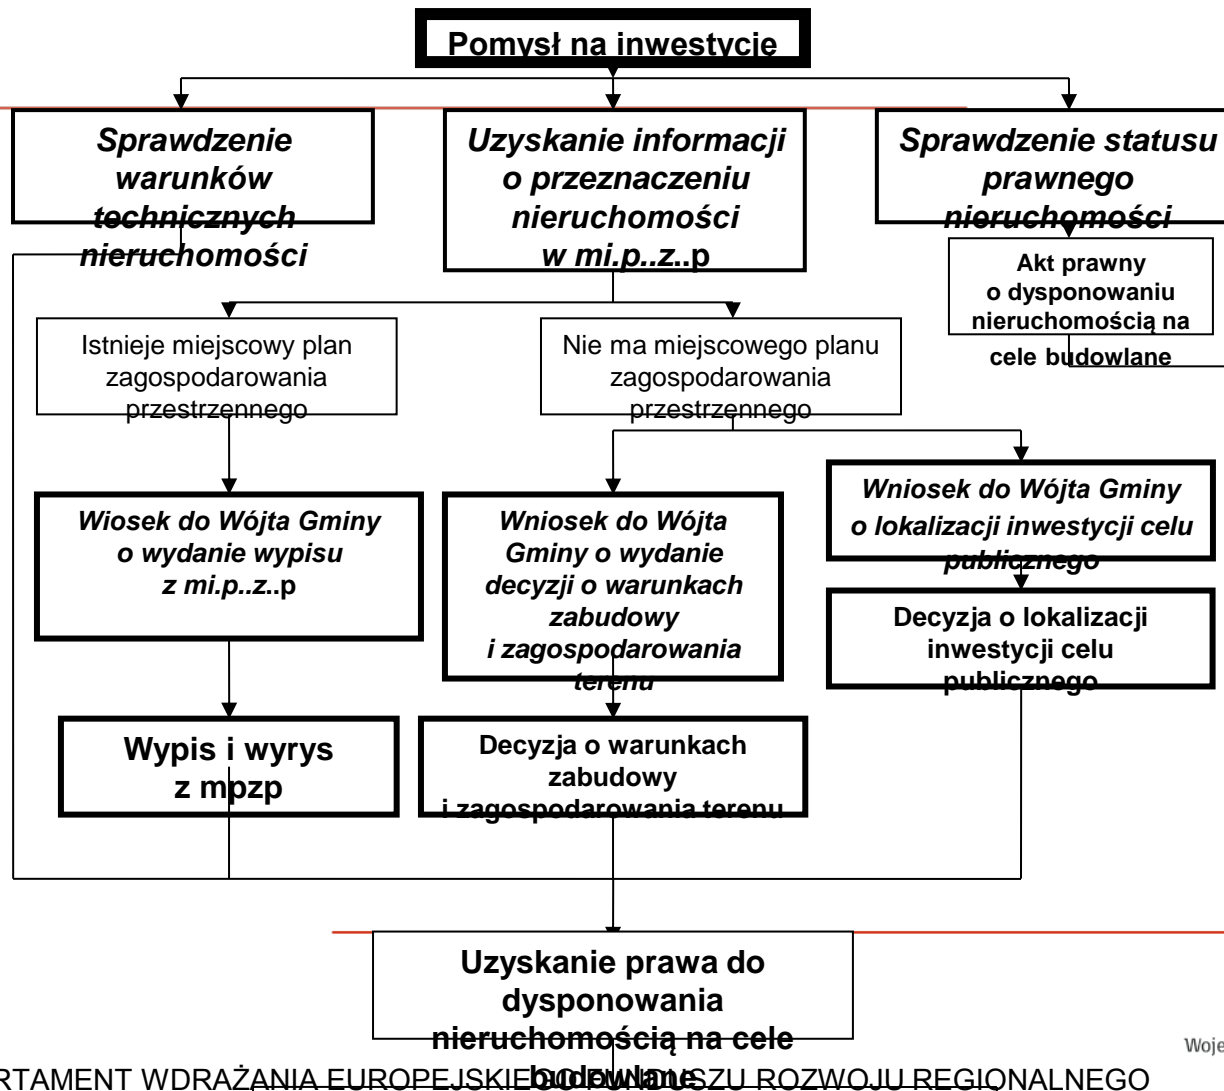 Pomysł na inwestycję
Sprawdzenie
warunków
technicznych
nieruchomości
Uzyskanie informacji
o przeznaczeniu
nieruchomości
w mi.p..z..p
Sprawdzenie statusu
prawnego
nieruchomości
Akt prawny
o dysponowaniu
nieruchomością na
cele budowlane
Istnieje miejscowy plan
zagospodarowania
przestrzennego
Nie ma miejscowego planu
zagospodarowania
przestrzennego
Wiosek do Wójta Gminy
o wydanie wypisu
z mi.p..z..p
Wniosek do Wójta
Gminy o wydanie
decyzji o warunkach
zabudowy
i zagospodarowania
terenu
Wniosek do Wójta Gminy
o lokalizacji inwestycji celu
publicznego
Decyzja o lokalizacji
inwestycji celu
publicznego
Wypis i wyrys
z mpzp
Decyzja o warunkach
zabudowy
i zagospodarowania terenu
Uzyskanie prawa do
dysponowania
nieruchomością na cele
budowlane
Woje
RTAMENT WDRAŻANIA EUROPEJSKIEGO FUNDUSZU ROZWOJU REGIONALNEGO